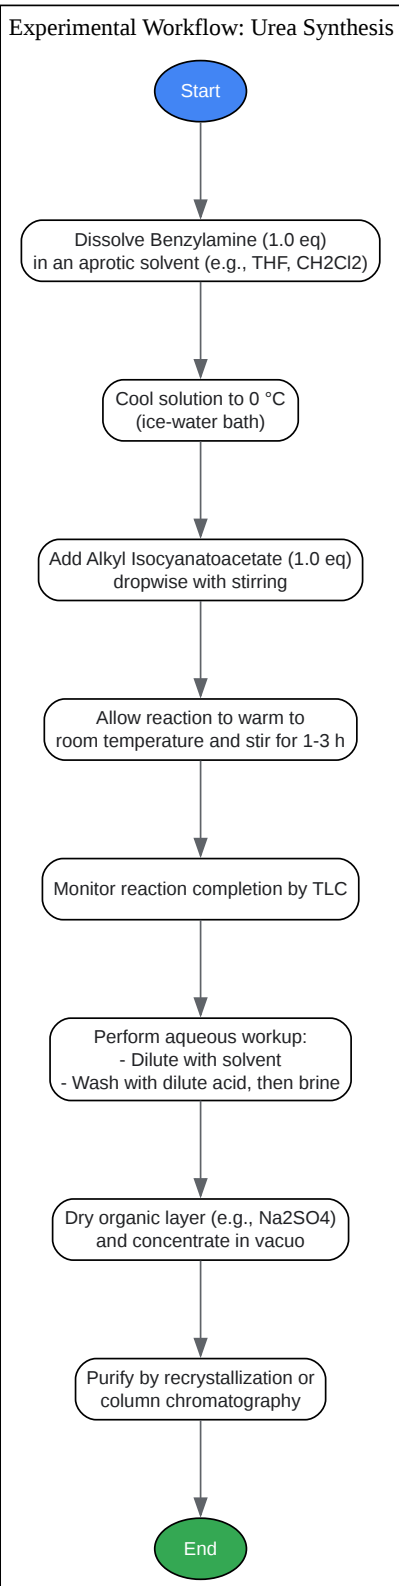 Experimental Workflow: Urea Synthesis
Start
Dissolve Benzylamine (1.0 eq)
in an aprotic solvent (e.g., THF, CH2Cl2)
Cool solution to 0 °C
(ice-water bath)
Add Alkyl Isocyanatoacetate (1.0 eq)
dropwise with stirring
Allow reaction to warm to
room temperature and stir for 1-3 h
Monitor reaction completion by TLC
Perform aqueous workup:
- Dilute with solvent
- Wash with dilute acid, then brine
Dry organic layer (e.g., Na2SO4)
and concentrate in vacuo
Purify by recrystallization or
column chromatography
End